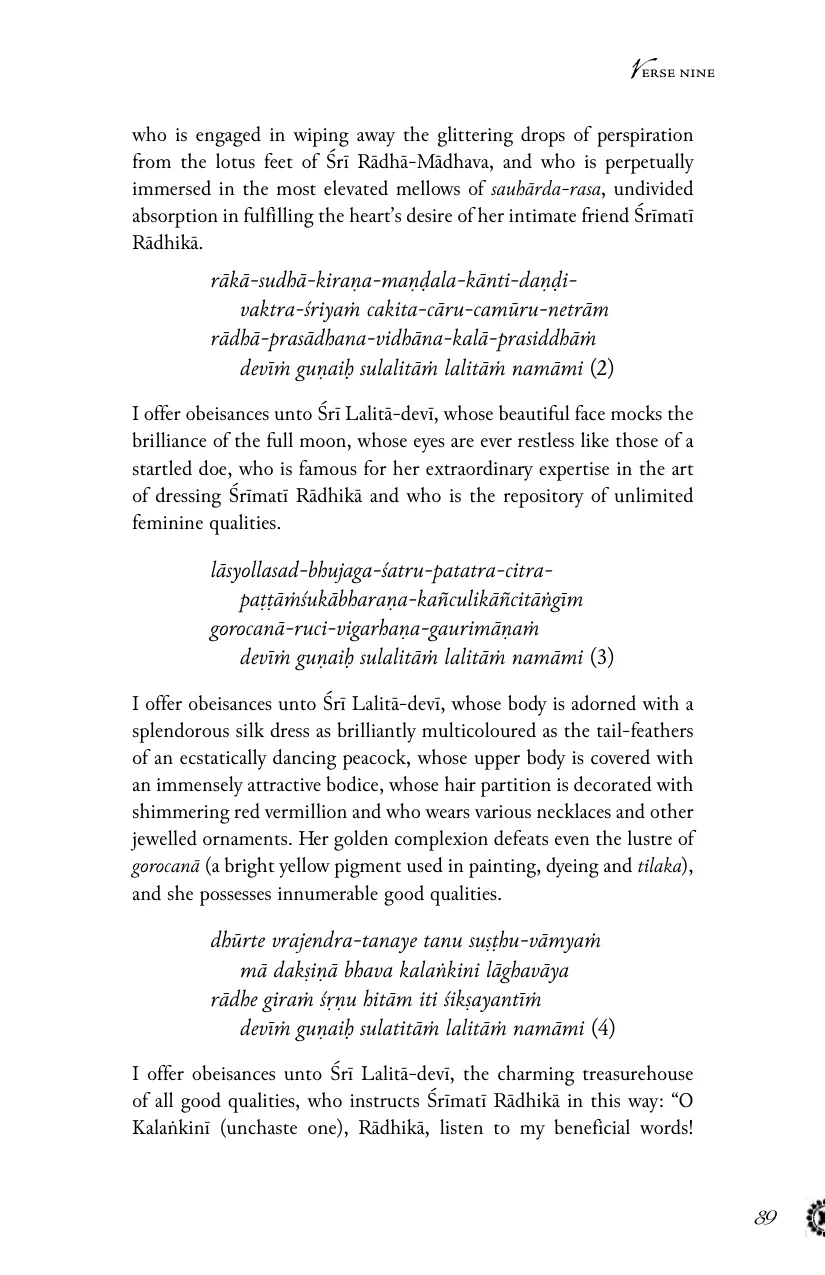 VERSE NINE
who is engaged in wiping away the glittering drops of perspiration
from the lotus feet of Śrī Rādhā-Mādhava, and who is perpetually
immersed in the most elevated mellows of sauhārda-rasa, undivided
absorption in fulfilling the heart’s desire of her intimate friend Śrīmatī
Rādhikā.
rākā-sudhā-kiraṇa-maṇḍala-kānti-daṇḍi-
vaktra-śriyaṁ cakita-cāru-camūru-netrām
rādhā-prasādhana-vidhāna-kalā-prasiddhāṁ
devīṁ guṇaiḥ sulalitāṁ lalitāṁ namāmi (2)
I offer obeisances unto Śrī Lalitā-devī, whose beautiful face mocks the
brilliance of the full moon, whose eyes are ever restless like those of a
startled doe, who is famous for her extraordinary expertise in the art
of dressing Śrīmatī Rādhikā and who is the repository of unlimited
feminine qualities.
lāsyollasad-bhujaga-śatru-patatra-citra-
paṭṭāṁśukābharaṇa-kañculikāñcitāṅgīm
gorocanā-ruci-vigarhaṇa-gaurimāṇaṁ
devīṁ guṇaiḥ sulalitāṁ lalitāṁ namāmi (3)
I offer obeisances unto Śrī Lalitā-devī, whose body is adorned with a
splendorous silk dress as brilliantly multicoloured as the tail-feathers
of an ecstatically dancing peacock, whose upper body is covered with
an immensely attractive bodice, whose hair partition is decorated with
shimmering red vermillion and who wears various necklaces and other
jewelled ornaments. Her golden complexion defeats even the lustre of
gorocanā (a bright yellow pigment used in painting, dyeing and tilaka),
and she possesses innumerable good qualities.
dhūrte vrajendra-tanaye tanu suṣṭhu-vāmyaṁ
mā dakṣiṇā bhava kalaṅkini lāghavāya
rādhe giraṁ śṛṇu hitām iti śikṣayantīṁ
devīṁ guṇaiḥ sulatitāṁ lalitāṁ namāmi (4)
I offer obeisances unto Śrī Lalitā-devī, the charming treasurehouse
of all good qualities, who instructs Śrīmatī Rādhikā in this way: “O
Kalaṅkinī (unchaste one), Rādhikā, listen to my beneficial words!
89